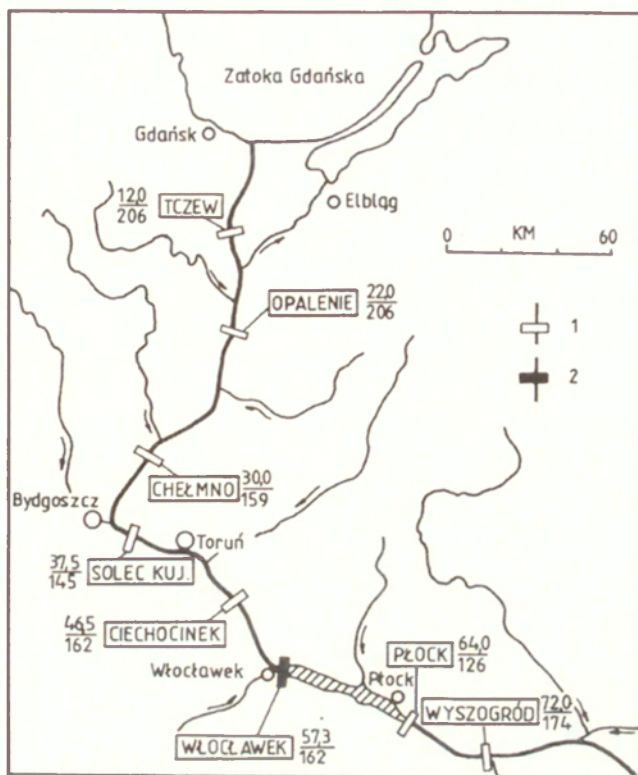 Zatoka Gdańska
Gdańsk
Elbląg
12,0
206
TCZEW
0 KM 60
OPALENIE
22,0
206
1
2
CHEŁMNO
30,0
159
Bydgoszcz
Toruń
37,5
145
SOLEC KUJ.
46,5
162
CIECHOCINEK
PŁOCK
64,0
126
Włocławek
Płock
WYSZOGRÓD
72,0
174
WŁOCŁAWEK
57,3
162